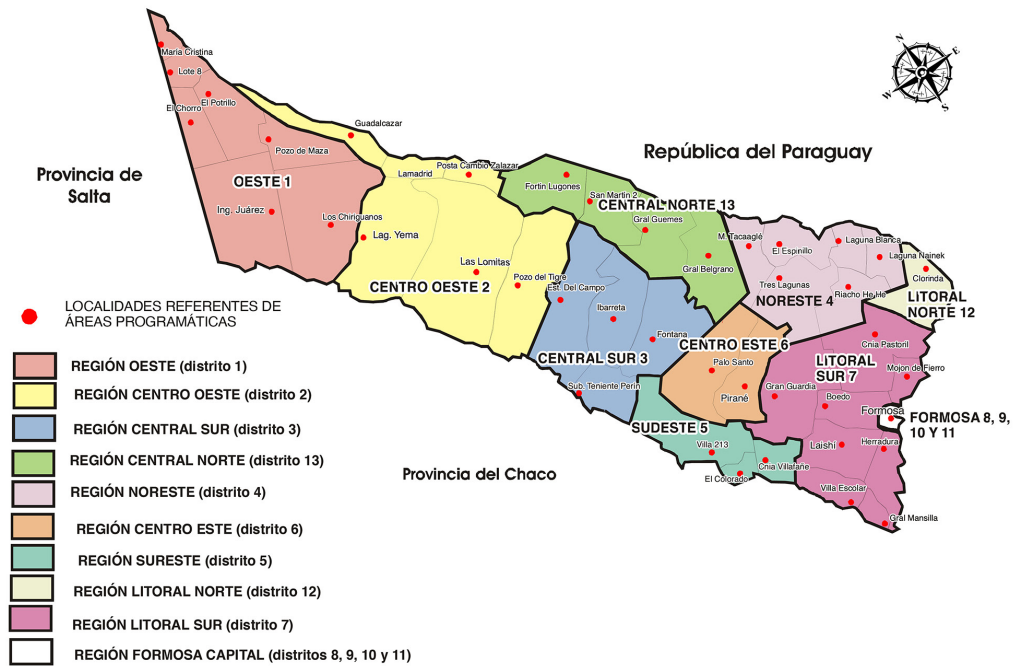 María Cristina
Lote 8
El Potrillo
El Chorro
Guadalcazar
Pozo de Maza
N
E
W
S
República del Paraguay
Provincia de
Salta
OESTE 1
Lamadrid
Posta Cambio Zalazar
Fortin Lugones
San Martin 2
CENTRAL NORTE 13
Ing. Juárez
Los Chiriguanos
Gral Guemes
Lag. Yema
M. Tacaaglé
El Espinillo
Laguna Blanca
Laguna Nainek
Las Lomitas
Gral Belgrano
Clorinda
Pozo del Tigre
Tres Lagunas
Riacho He He
CENTRO OESTE 2
Est. Del Campo
NORESTE 4
LITORAL
NORTE 12
Ibarreta
LOCALIDADES REFERENTES DE
ÁREAS PROGRAMÁTICAS
Fontana
CENTRO ESTE 6
Cnia Pastoril
CENTRAL SUR 3
Palo Santo
LITORAL
SUR 7
Mojon de Fierro
REGIÓN OESTE (distrito 1)
Sub. Teniente Perin
Pirané
Gran Guardia
Boedo
REGIÓN CENTRO OESTE (distrito 2)
Formosa
FORMOSA 8, 9,
10 Y 11
SUDESTE 5
REGIÓN CENTRAL SUR (distrito 3)
Villa 213
Laishí
Herradura
REGIÓN CENTRAL NORTE (distrito 13)
Cnia Villafañe
Provincia del Chaco
El Colorado
Villa Escolar
REGIÓN NORESTE (distrito 4)
Gral Mansilla
REGIÓN CENTRO ESTE (distrito 6)
REGIÓN SURESTE (distrito 5)
REGIÓN LITORAL NORTE (distrito 12)
REGIÓN LITORAL SUR (distrito 7)
REGIÓN FORMOSA CAPITAL (distritos 8, 9, 10 y 11)